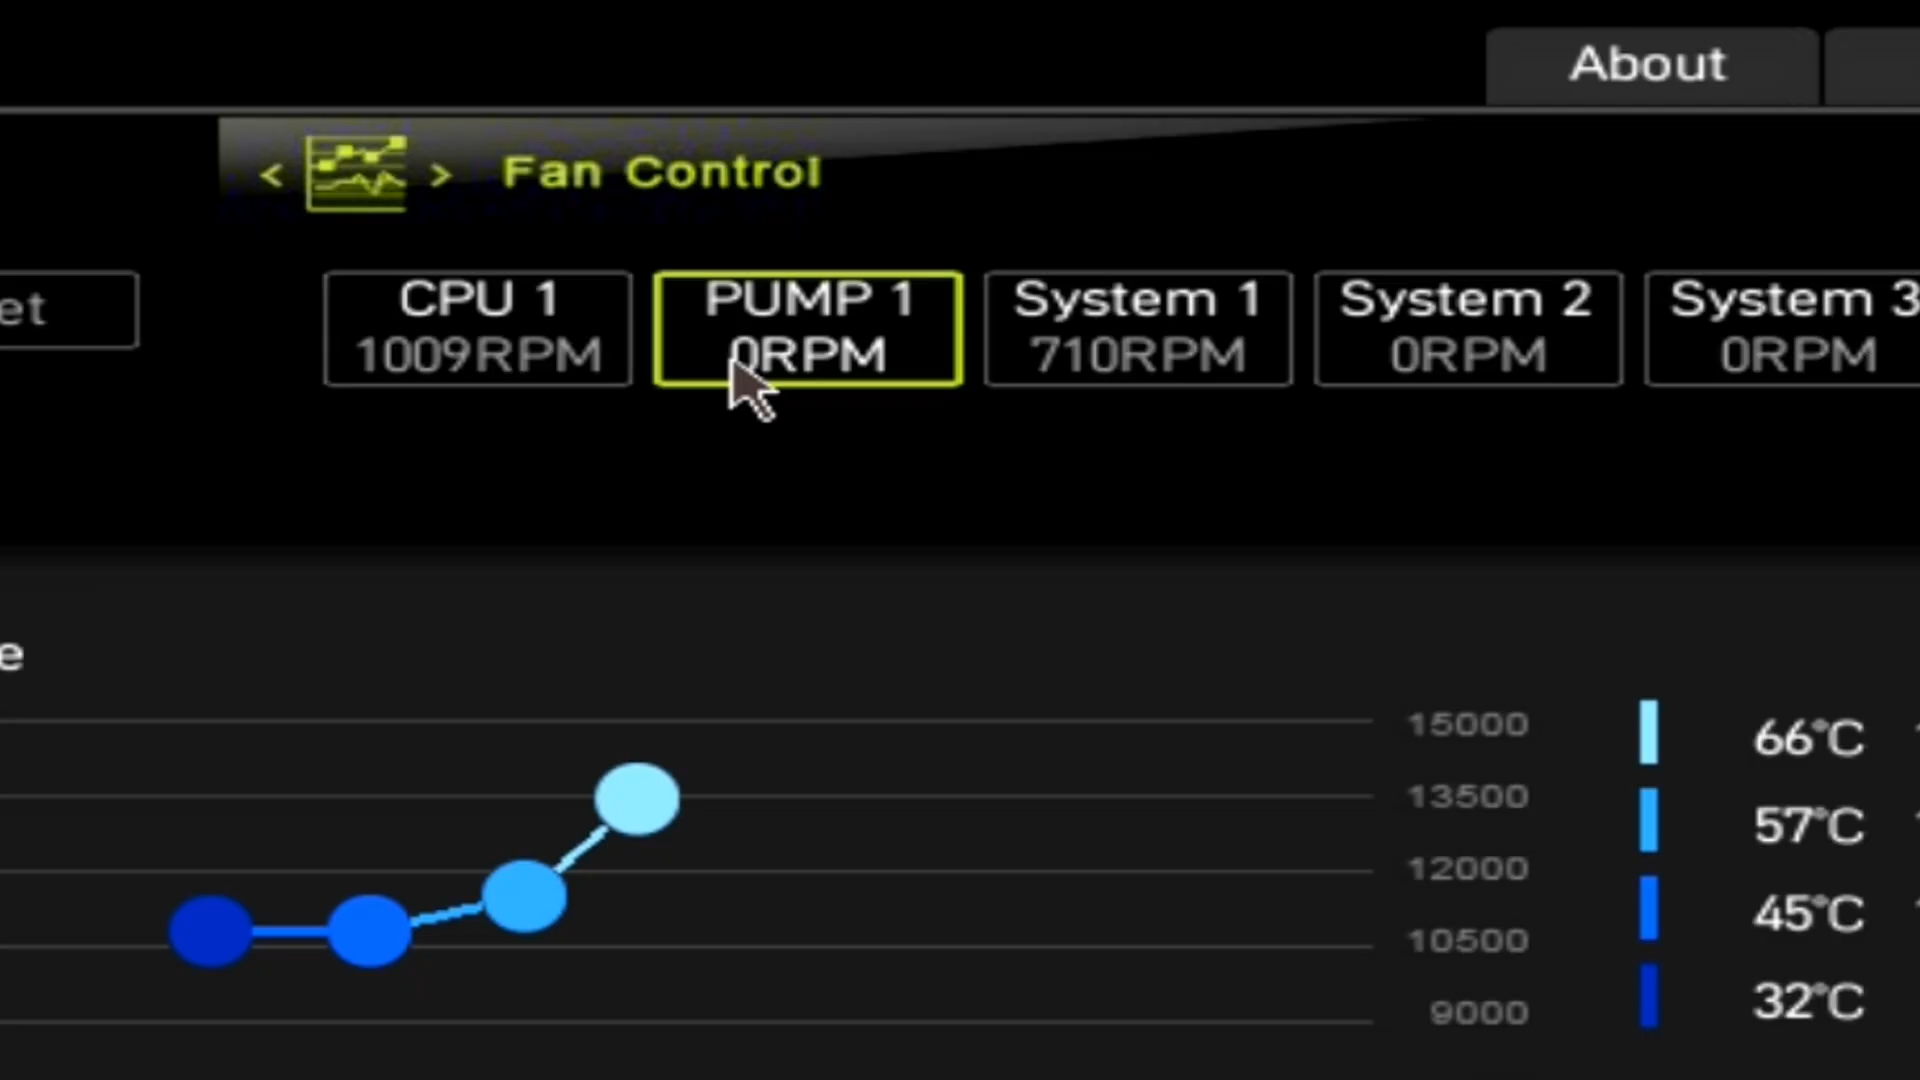 About
< > Fan Control
et
CPU 1
1009RPM
PUMP 1
0RPM
System 1
710RPM
System 2
0RPM
System 3
0RPM
e
15000
13500
12000
10500
9000
66°C
57°C
45°C
32°C